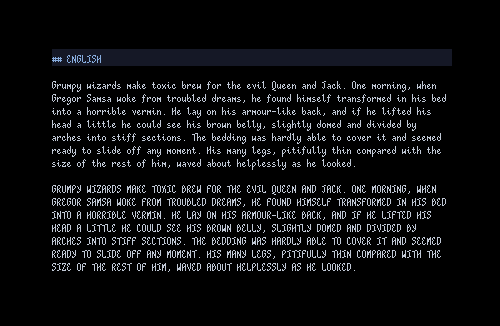 ## ENGLISH
Grumpy wizards make toxic brew for the evil Queen and Jack. One morning, when
Gregor Samsa woke from troubled dreams, he found himself transformed in his bed
into a horrible vermin. He lay on his armour-like back, and if he lifted his
head a little he could see his brown belly, slightly domed and divided by
arches into stiff sections. The bedding was hardly able to cover it and seemed
ready to slide off any moment. His many legs, pitifully thin compared with the
size of the rest of him, waved about helplessly as he looked.
GRUMPY WIZARDS MAKE TOXIC BREW FOR THE EVIL QUEEN AND JACK. ONE MORNING, WHEN
GREGOR SAMSA WOKE FROM TROUBLED DREAMS, HE FOUND HIMSELF TRANSFORMED IN HIS BED
INTO A HORRIBLE VERMIN. HE LAY ON HIS ARMOUR-LIKE BACK, AND IF HE LIFTED HIS
HEAD A LITTLE HE COULD SEE HIS BROWN BELLY, SLIGHTLY DOMED AND DIVIDED BY
ARCHES INTO STIFF SECTIONS. THE BEDDING WAS HARDLY ABLE TO COVER IT AND SEEMED
READY TO SLIDE OFF ANY MOMENT. HIS MANY LEGS, PITIFULLY THIN COMPARED WITH THE
SIZE OF THE REST OF HIM, WAVED ABOUT HELPLESSLY AS HE LOOKED.